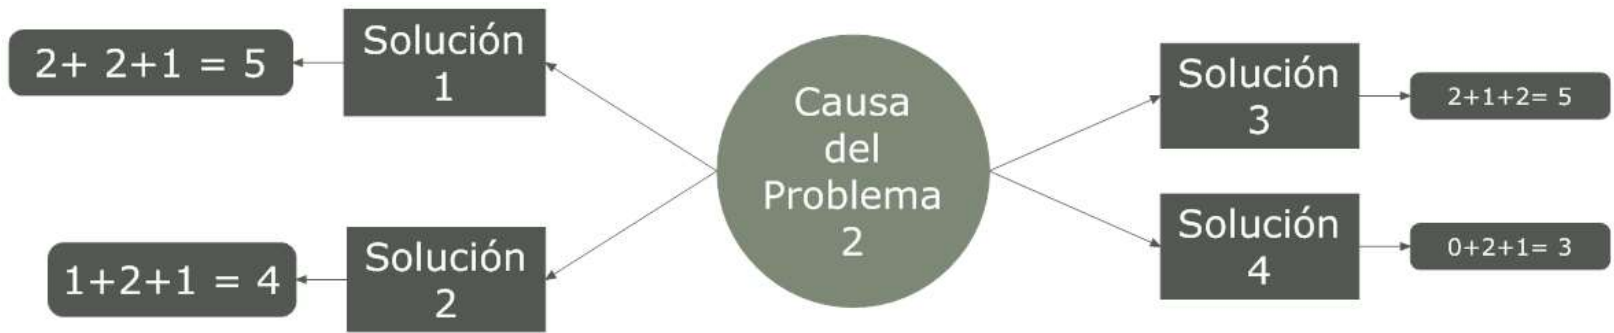 2+ 2+1 = 5
Solución
1
1+2+1 = 4
Solución
2
Causa
del
Problema
2
Solución
3
2+1+2= 5
Solución
4
0+2+1= 3